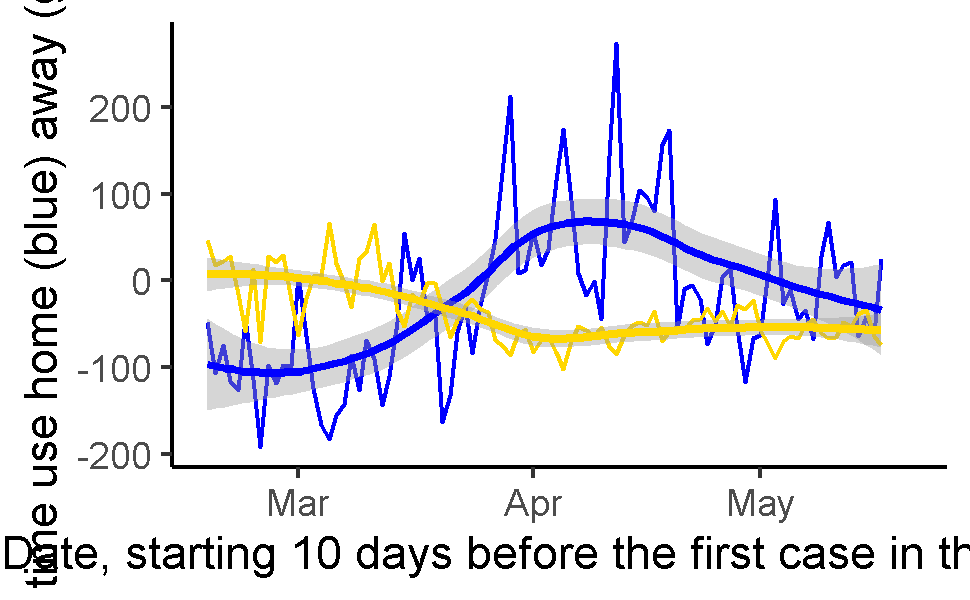 time use home (blue) away (
200
100
0
-100
-200
Mar
Apr
May
Date, starting 10 days before the first case in th